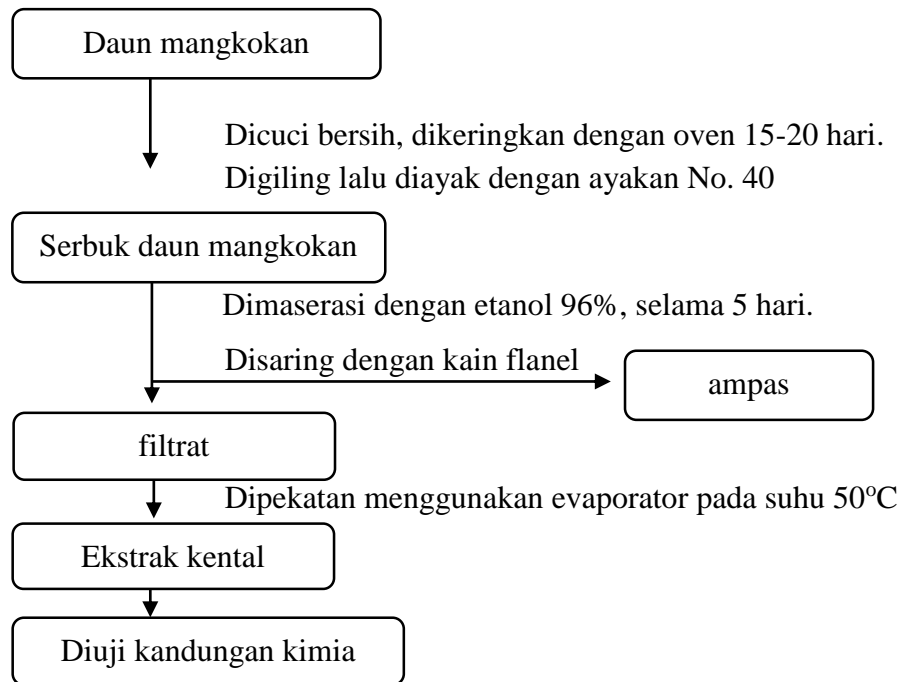 Daun mangkokan
Dicuci bersih, dikeringkan dengan oven 15-20 hari.
Digiling lalu diayak dengan ayakan No. 40
Serbuk daun mangkokan
Dimaserasi dengan etanol 96%, selama 5 hari.
Disaring dengan kain flanel
ampas
filtrat
Dipekatan menggunakan evaporator pada suhu 50°C
Ekstrak kental
Diuji kandungan kimia